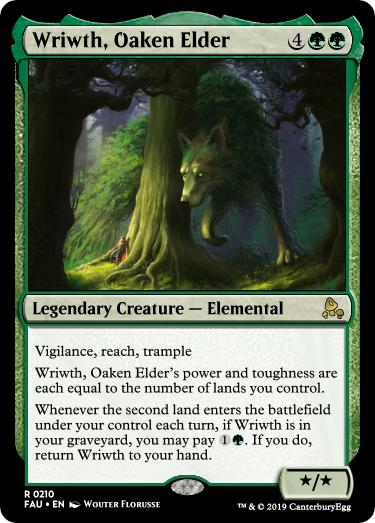 Wriwth, Oaken Elder 4
Legendary Creature — Elemental
Vigilance, reach, trample
Wriwth, Oaken Elder's power and toughness are
each equal to the number of lands you control.
Whenever the second land enters the battlefield
under your control each turn, if Wriwth is in
your graveyard, you may pay 1. If you do,
return Wriwth to your hand.
★/★
R 0210
FAU • EN Wouter Florusse
™ & © 2019 CanterburyEgg